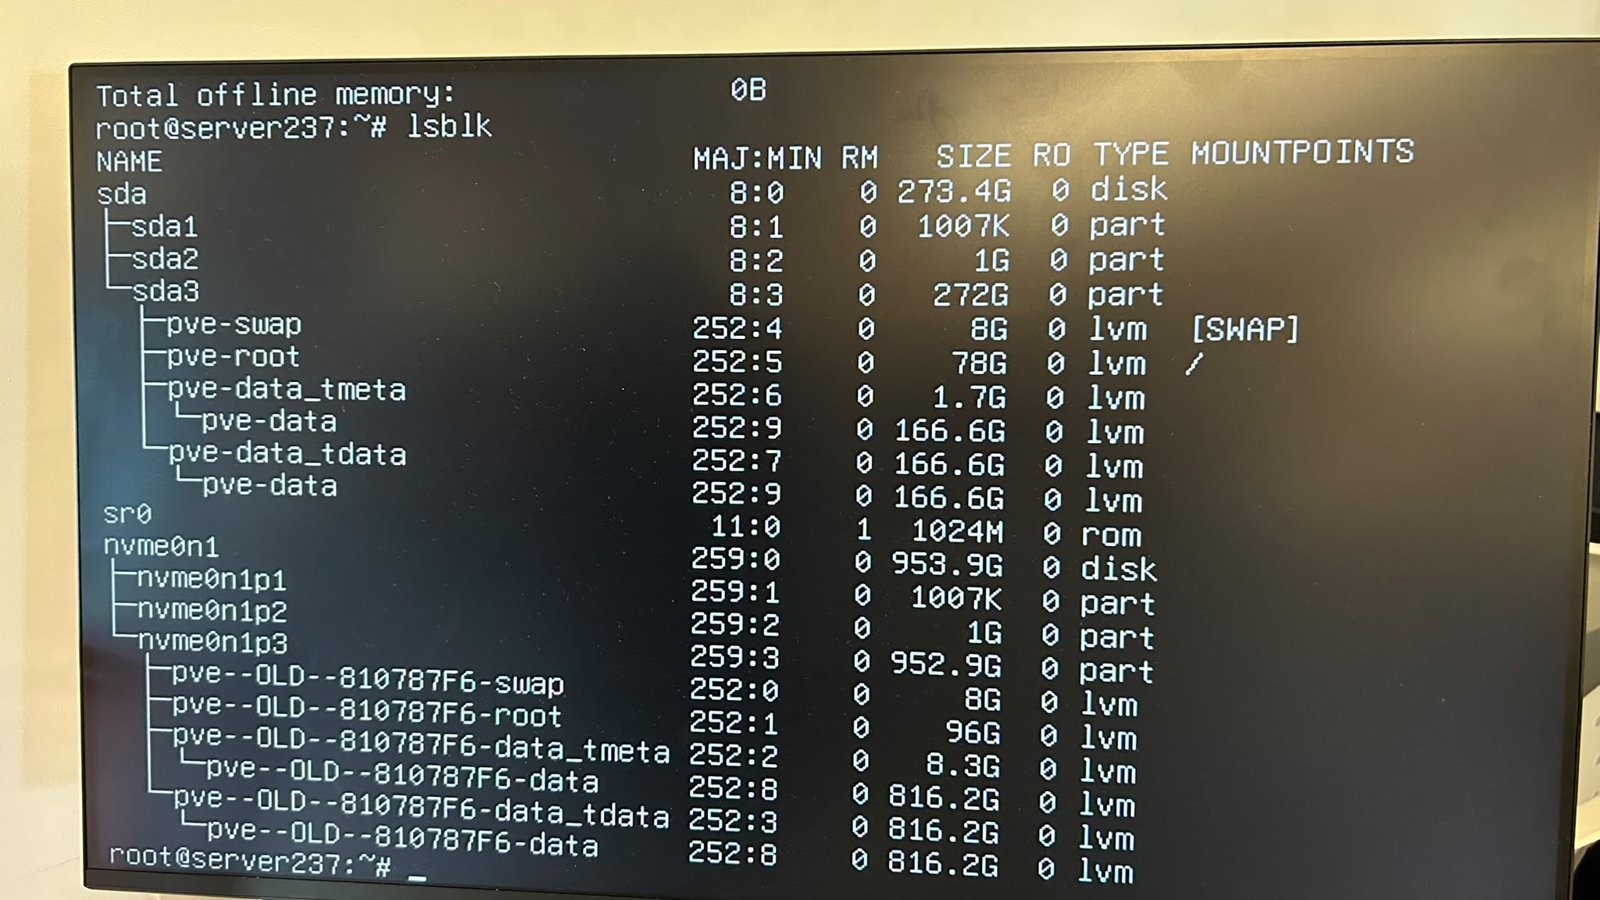 Total offline memory: 0B
root@server237:~# lsblk
NAME MAJ:MIN RM SIZE RO TYPE MOUNTPOINTS
sda 8:0 0 273.4G 0 disk
├─sda1 8:1 0 1007K 0 part
├─sda2 8:2 0 1G 0 part
└─sda3 8:3 0 272G 0 part
├─pve-swap 252:4 0 8G 0 lvm [SWAP]
├─pve-root 252:5 0 78G 0 lvm /
├─pve-data_tmeta 252:6 0 1.7G 0 lvm
│ └─pve-data 252:9 0 166.6G 0 lvm
└─pve-data_tdata 252:7 0 166.6G 0 lvm
└─pve-data 252:9 0 166.6G 0 lvm
sr0 11:0 1 1024M 0 rom
nvme0n1 259:0 0 953.9G 0 disk
├─nvme0n1p1 259:1 0 1007K 0 part
├─nvme0n1p2 259:2 0 1G 0 part
└─nvme0n1p3 259:3 0 952.9G 0 part
├─pve--OLD--810787F6-swap 252:0 0 8G 0 lvm
├─pve--OLD--810787F6-root 252:1 0 96G 0 lvm
├─pve--OLD--810787F6-data_tmeta 252:2 0 8.3G 0 lvm
│ └─pve--OLD--810787F6-data 252:8 0 816.2G 0 lvm
└─pve--OLD--810787F6-data_tdata 252:3 0 816.2G 0 lvm
└─pve--OLD--810787F6-data 252:8 0 816.2G 0 lvm
root@server237:~# _